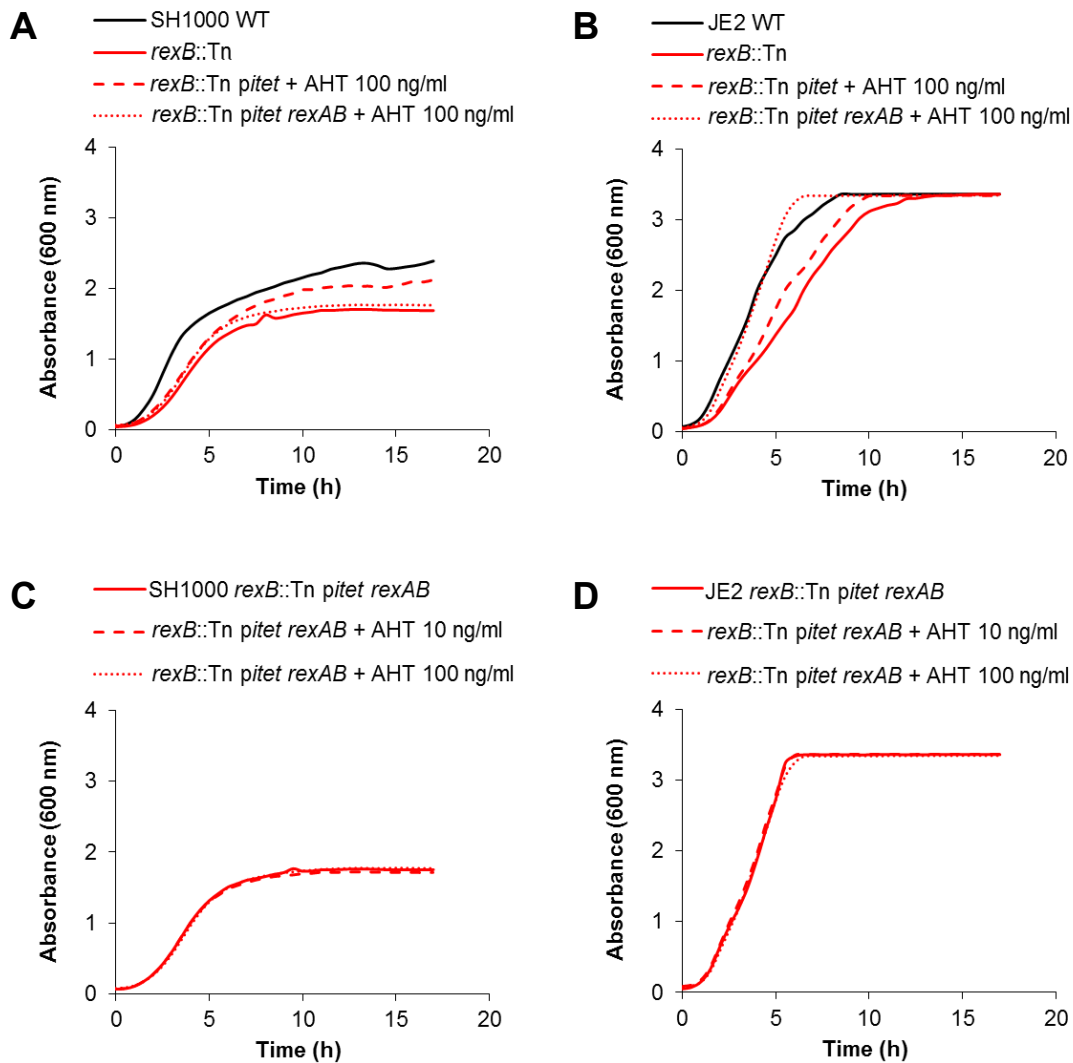 A
SH1000 WT
rexB::Tn
rexB::Tn pitet + AHT 100 ng/ml
rexB::Tn pitet rexAB + AHT 100 ng/ml
Absorbance (600 nm)
4
3
2
1
0
0 5 10 15 20
Time (h)
B
JE2 WT
rexB::Tn
rexB::Tn pitet + AHT 100 ng/ml
rexB::Tn pitet rexAB + AHT 100 ng/ml
Absorbance (600 nm)
4
3
2
1
0
0 5 10 15 20
Time (h)
C
SH1000 rexB::Tn pitet rexAB
rexB::Tn pitet rexAB + AHT 10 ng/ml
rexB::Tn pitet rexAB + AHT 100 ng/ml
Absorbance (600 nm)
4
3
2
1
0
0 5 10 15 20
Time (h)
D
JE2 rexB::Tn pitet rexAB
rexB::Tn pitet rexAB + AHT 10 ng/ml
rexB::Tn pitet rexAB + AHT 100 ng/ml
Absorbance (600 nm)
4
3
2
1
0
0 5 10 15 20
Time (h)